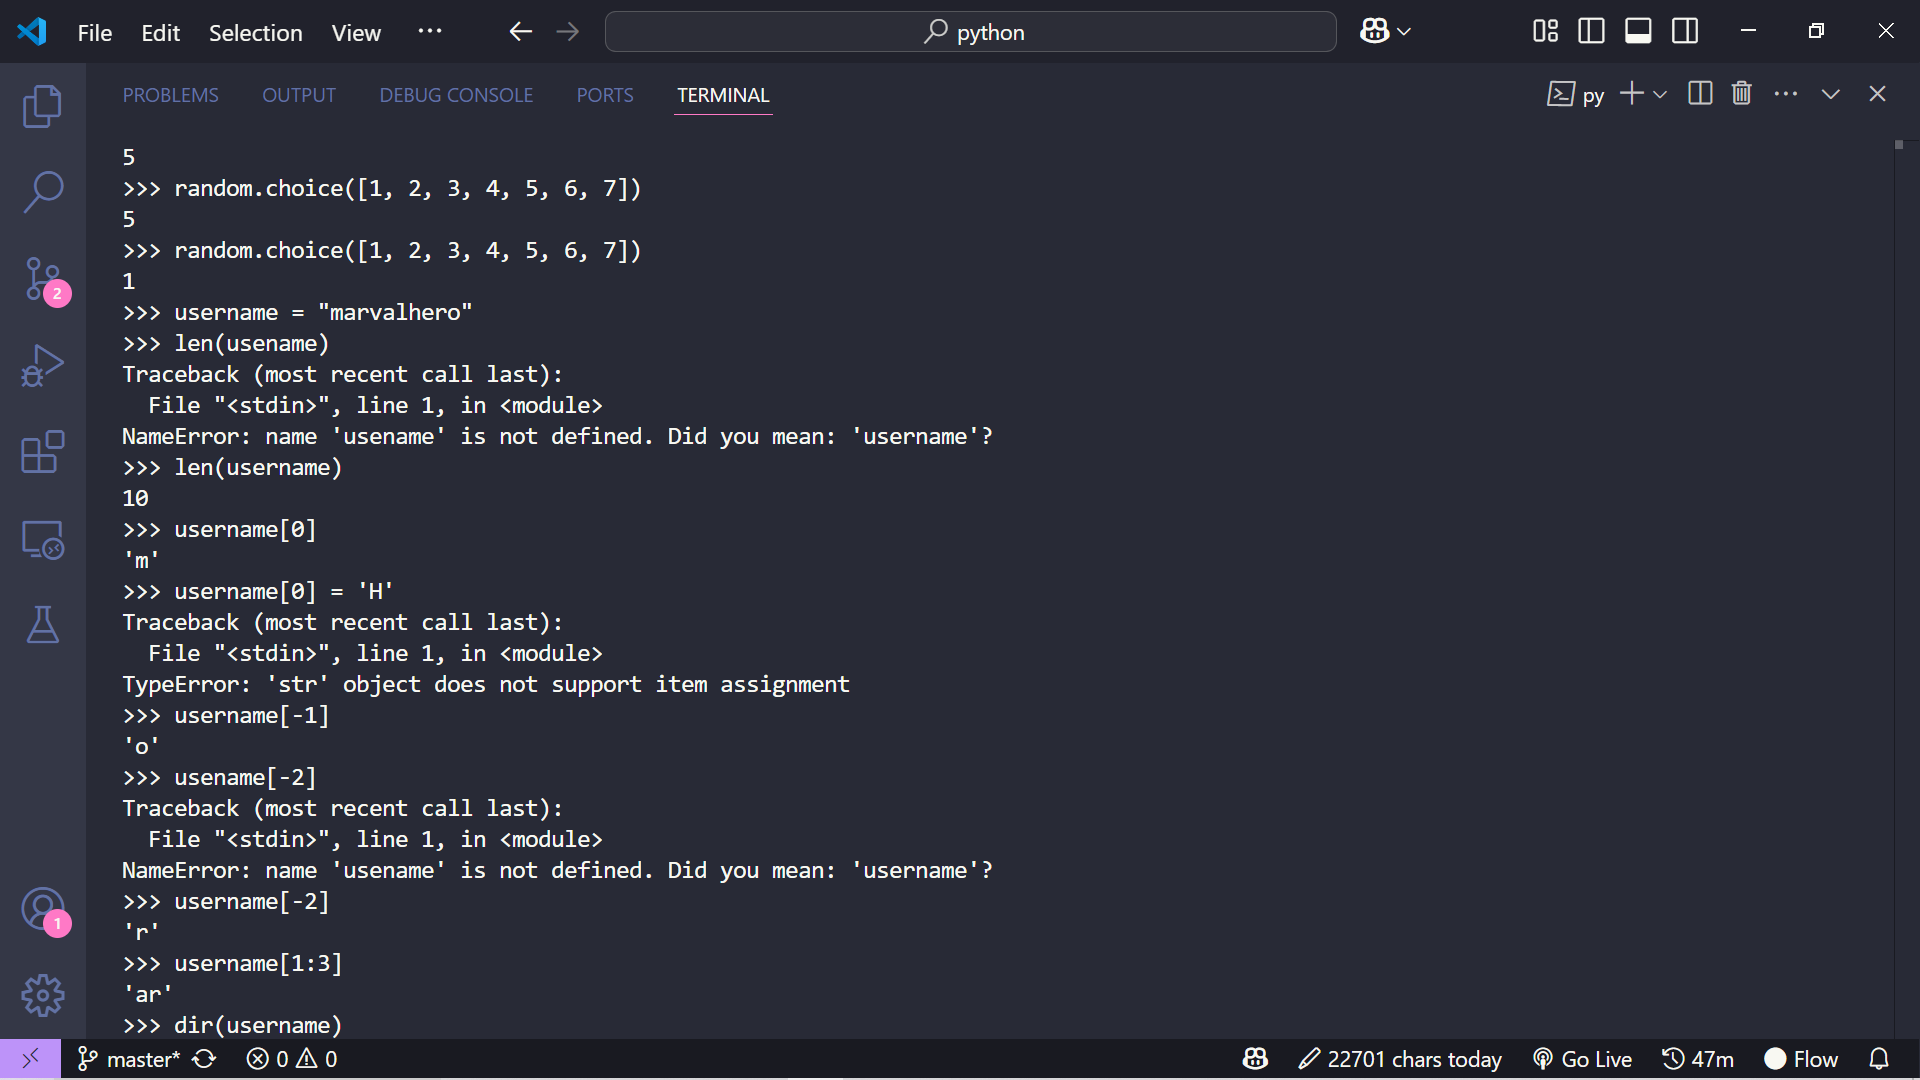 File Edit Selection View ··· python
PROBLEMS OUTPUT DEBUG CONSOLE PORTS TERMINAL py
5
>>> random.choice([1, 2, 3, 4, 5, 6, 7])
5
>>> random.choice([1, 2, 3, 4, 5, 6, 7])
1
>>> username = "marvalhero"
>>> len(usename)
Traceback (most recent call last):
  File "<stdin>", line 1, in <module>
NameError: name 'usename' is not defined. Did you mean: 'username'?
>>> len(username)
10
>>> username[0]
'm'
>>> username[0] = 'H'
Traceback (most recent call last):
  File "<stdin>", line 1, in <module>
TypeError: 'str' object does not support item assignment
>>> username[-1]
'o'
>>> usename[-2]
Traceback (most recent call last):
  File "<stdin>", line 1, in <module>
NameError: name 'usename' is not defined. Did you mean: 'username'?
>>> username[-2]
'r'
>>> username[1:3]
'ar'
>>> dir(username)
2
1
master* 0 0 22701 chars today Go Live 47m Flow